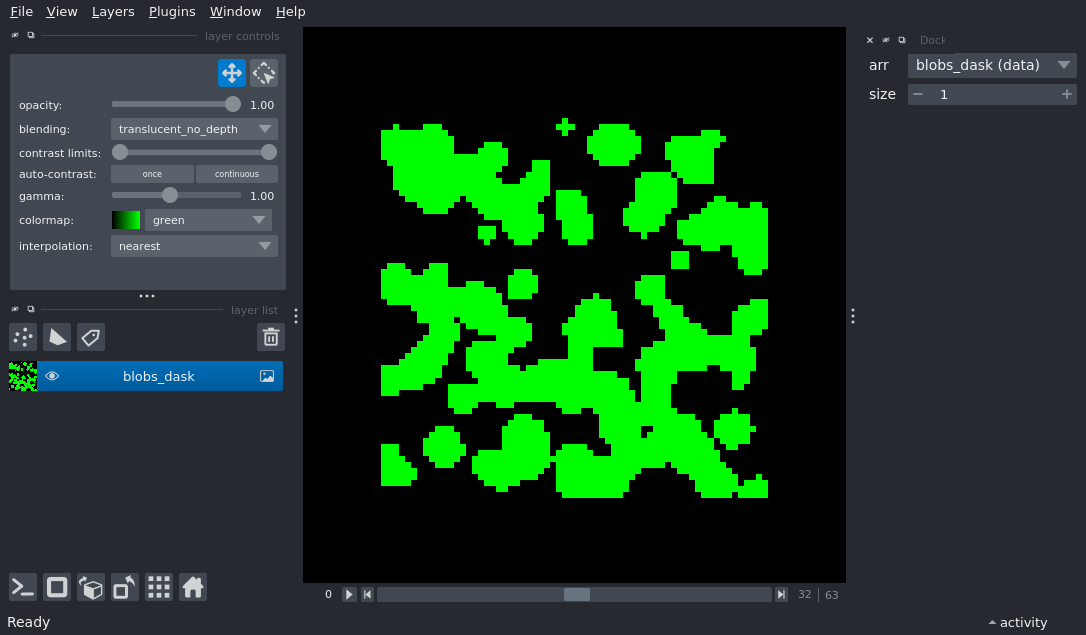 File View Layers Plugins Window Help
layer controls
opacity: 1.00
blending: translucent_no_depth
contrast limits:
auto-contrast: once continuous
gamma: 1.00
colormap: green
interpolation: nearest
layer list
blobs_dask
0 32 63
Dock
arr blobs_dask (data)
size 1
Ready
activity